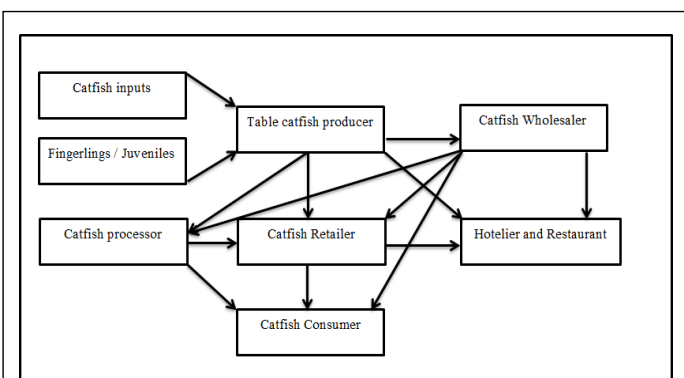 Catfish inputs
Table catfish producer
Catfish Wholesaler
Fingerlings / Juveniles
Catfish processor
Catfish Retailer
Hotelier and Restaurant
Catfish Consumer